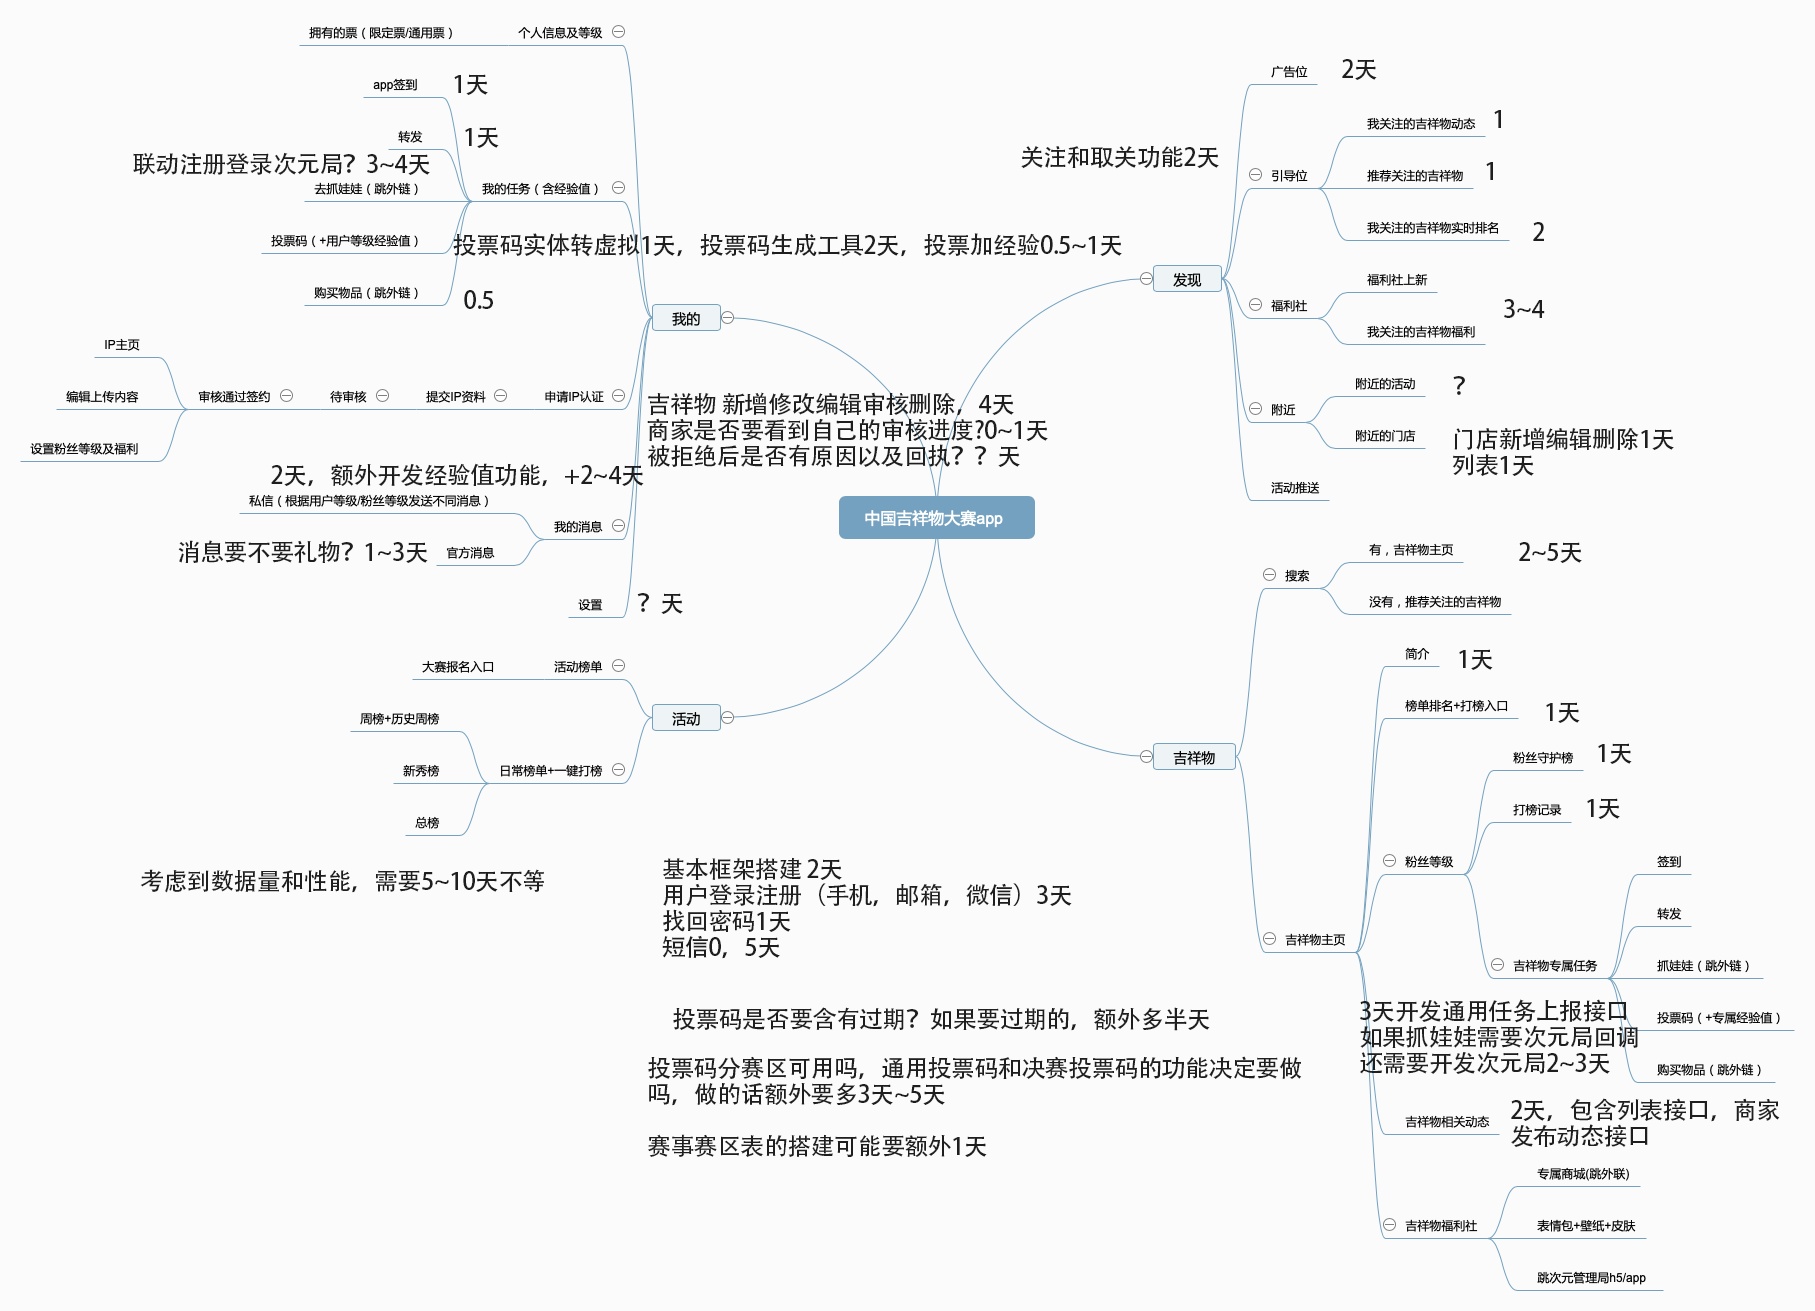 中国吉祥物大赛app
我的
个人信息及等级
拥有的票（限定票/通用票）
我的任务（含经验值）
app签到
1天
转发
1天
联动注册登录次元局？3~4天
去抓娃娃（跳外链）
投票码（+用户等级经验值）
投票码实体转虚拟1天，投票码生成工具2天，投票加经验0.5~1天
购买物品（跳外链）
0.5
申请IP认证
提交IP资料
待审核
审核通过签约
IP主页
编辑上传内容
设置粉丝等级及福利
吉祥物 新增修改编辑审核删除，4天
商家是否要看到自己的审核进度?0~1天
被拒绝后是否有原因以及回执？？天
2天，额外开发经验值功能，+2~4天
我的消息
私信（根据用户等级/粉丝等级发送不同消息）
官方消息
消息要不要礼物？1~3天
设置
？天
活动
活动榜单
大赛报名入口
日常榜单+一键打榜
周榜+历史周榜
新秀榜
总榜
考虑到数据量和性能，需要5~10天不等
基本框架搭建 2天
用户登录注册（手机，邮箱，微信）3天
找回密码1天
短信0，5天
投票码是否要含有过期？如果要过期的，额外多半天
投票码分赛区可用吗，通用投票码和决赛投票码的功能决定要做
吗，做的话额外要多3天~5天
赛事赛区表的搭建可能要额外1天
发现
广告位
2天
关注和取关功能2天
引导位
我关注的吉祥物动态
1
推荐关注的吉祥物
1
我关注的吉祥物实时排名
2
福利社
福利社上新
我关注的吉祥物福利
3~4
附近
附近的活动
？
附近的门店
门店新增编辑删除1天
列表1天
活动推送
吉祥物
搜索
有，吉祥物主页
2~5天
没有，推荐关注的吉祥物
吉祥物主页
简介
1天
榜单排名+打榜入口
1天
粉丝等级
粉丝守护榜
1天
打榜记录
1天
吉祥物专属任务
签到
转发
抓娃娃（跳外链）
投票码（+专属经验值）
购买物品（跳外链）
3天开发通用任务上报接口
如果抓娃娃需要次元局回调
还需要开发次元局2~3天
吉祥物相关动态
2天，包含列表接口，商家
发布动态接口
吉祥物福利社
专属商城(跳外联)
表情包+壁纸+皮肤
跳次元管理局h5/app